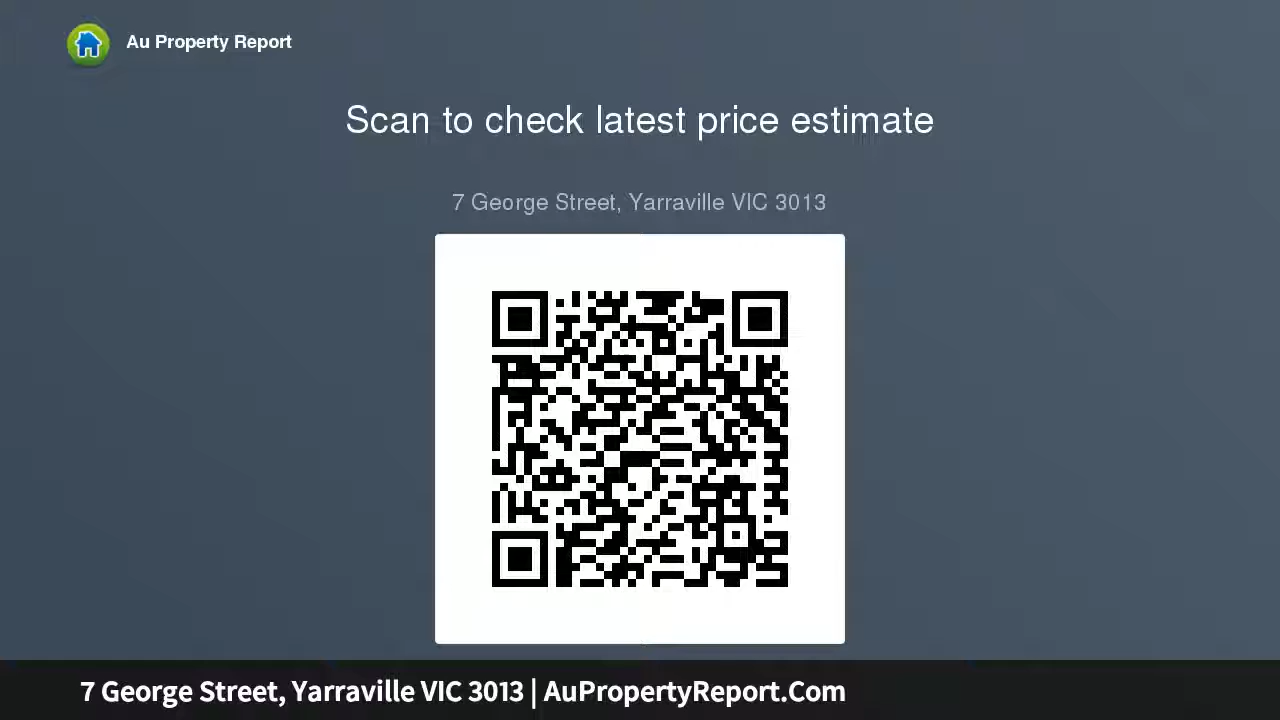 Au Property Report
Scan to check latest price estimate
7 George Street, Yarraville VIC 3013
7 George Street, Yarraville VIC 3013 | AuPropertyReport.Com